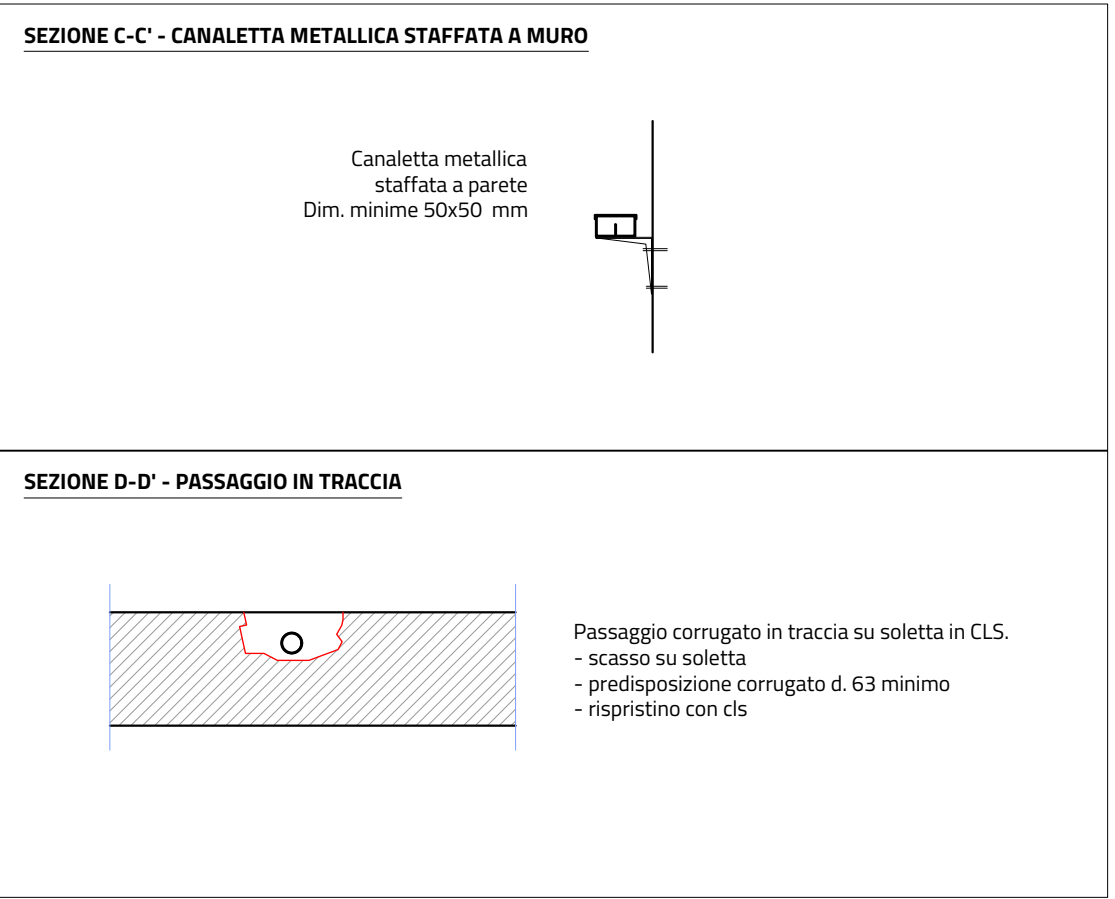 SEZIONE C-C' - CANALETTA METALLICA STAFFATA A MURO
Canaletta metallica
staffata a parete
Dim. minime 50x50 mm
SEZIONE D-D' - PASSAGGIO IN TRACCIA
Passaggio corrugato in traccia su soletta in CLS.
- scasso su soletta
- predisposizione corrugato d. 63 minimo
- rispristino con cls